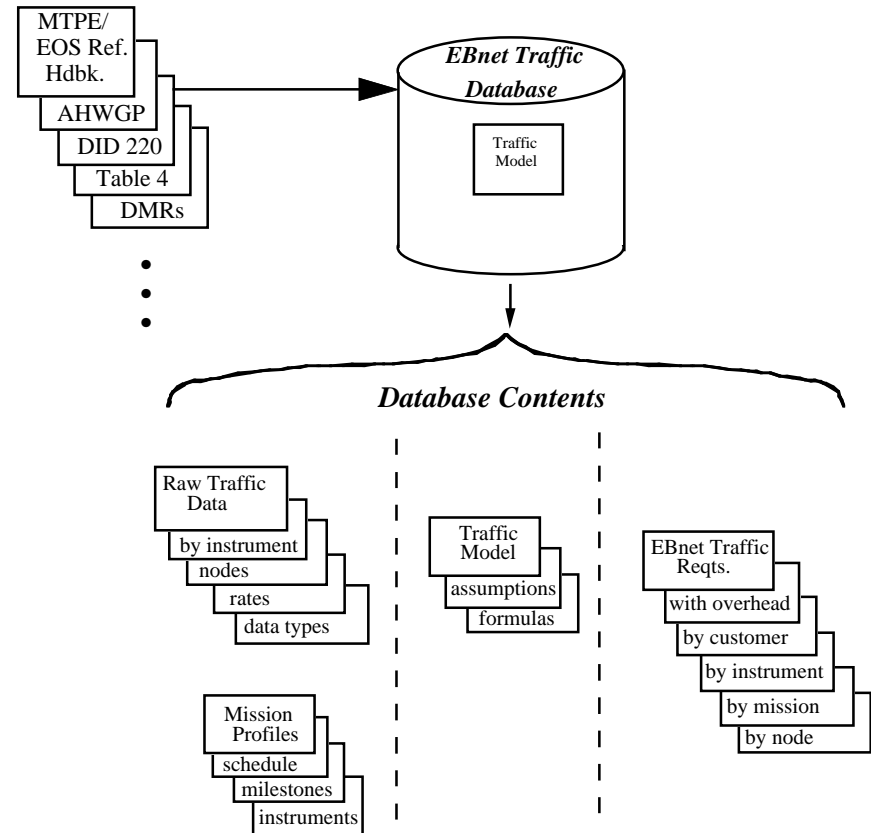 MTPE/
EOS Ref.
Hdbk.
AHWGP
DID 220
Table 4
DMRs
EBnet Traffic
Database
Traffic
Model
Database Contents
Raw Traffic
Data
by instrument
nodes
rates
data types
Mission
Profiles
schedule
milestones
instruments
Traffic
Model
assumptions
formulas
EBnet Traffic
Reqts.
with overhead
by customer
by instrument
by mission
by node